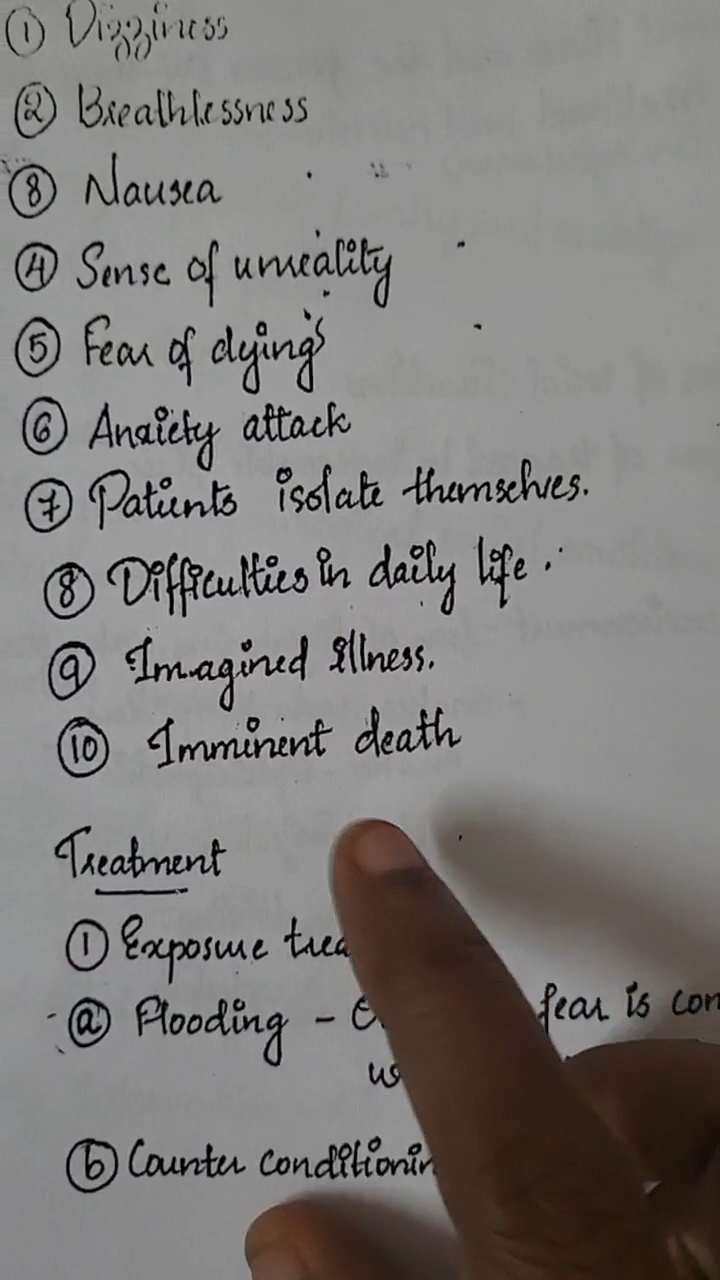 ① Dizziness
② Breathlessness
③ Nausea
④ Sense of unreality
⑤ Fear of dying
⑥ Anxiety attack
⑦ Patients isolate themselves.
⑧ Difficulties in daily life.
⑨ Imagined illness.
⑩ Imminent death
Treatment
① Exposure
ⓐ Flooding - fear is
ⓑ Counter